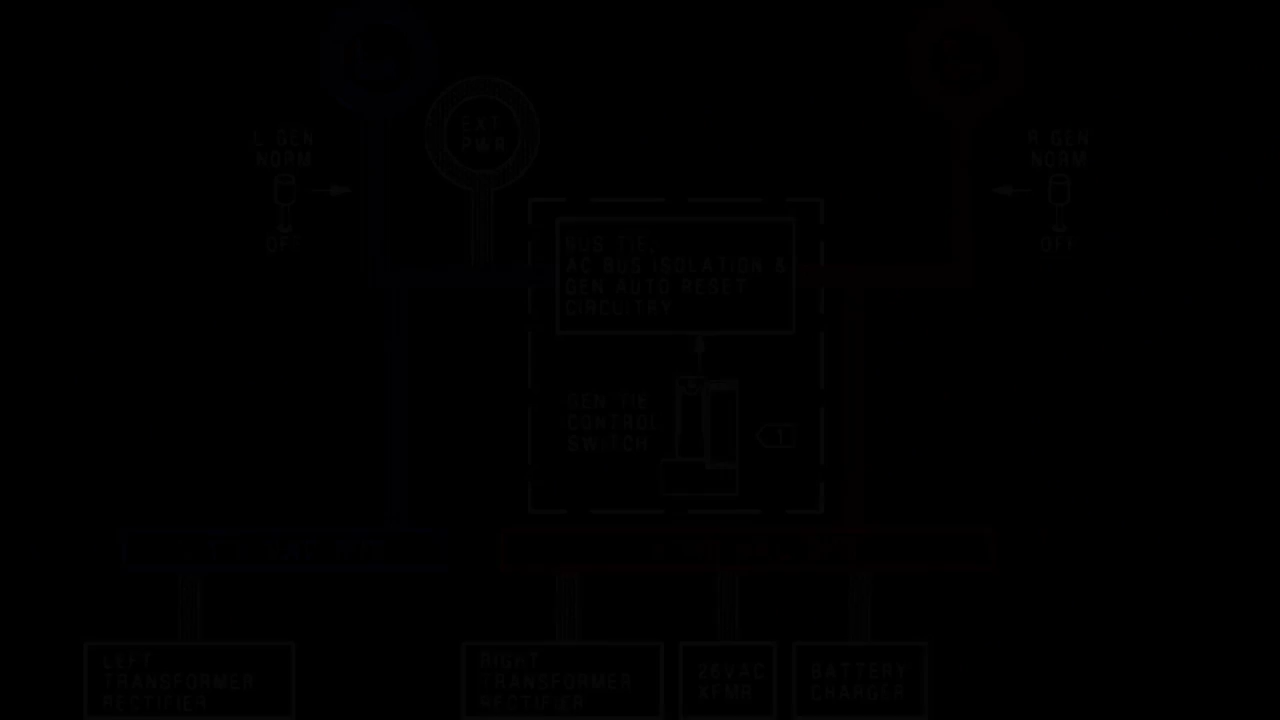 EXT
PWR
L GEN
NORM
OFF
R GEN
NORM
OFF
BUS TIE,
AC BUS ISOLATION &
GEN AUTO RESET
CIRCUITRY
GEN TIE
CONTROL
SWITCH
1
LEFT
TRANSFORMER
RECTIFIER
RIGHT
TRANSFORMER
RECTIFIER
26VAC
XFMR
BATTERY
CHARGER